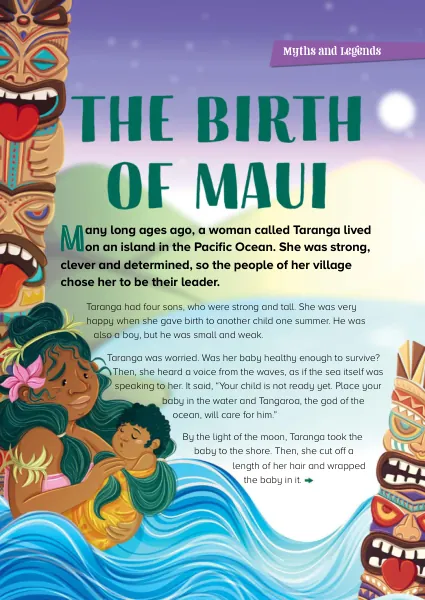 Myths and Legends
THE BIRTH
OF MAUI
Many long ages ago, a woman called Taranga lived
on an island in the Pacific Ocean. She was strong,
clever and determined, so the people of her village
chose her to be their leader.
Taranga had four sons, who were strong and tall. She was very
happy when she gave birth to another child one summer. He was
also a boy, but he was small and weak.
Taranga was worried. Was her baby healthy enough to survive?
Then, she heard a voice from the waves, as if the sea itself was
speaking to her. It said, “Your child is not ready yet. Place your
baby in the water and Tangaroa, the god of the
ocean, will care for him.”
By the light of the moon, Taranga took the
baby to the shore. Then, she cut off a
length of her hair and wrapped
the baby in it.